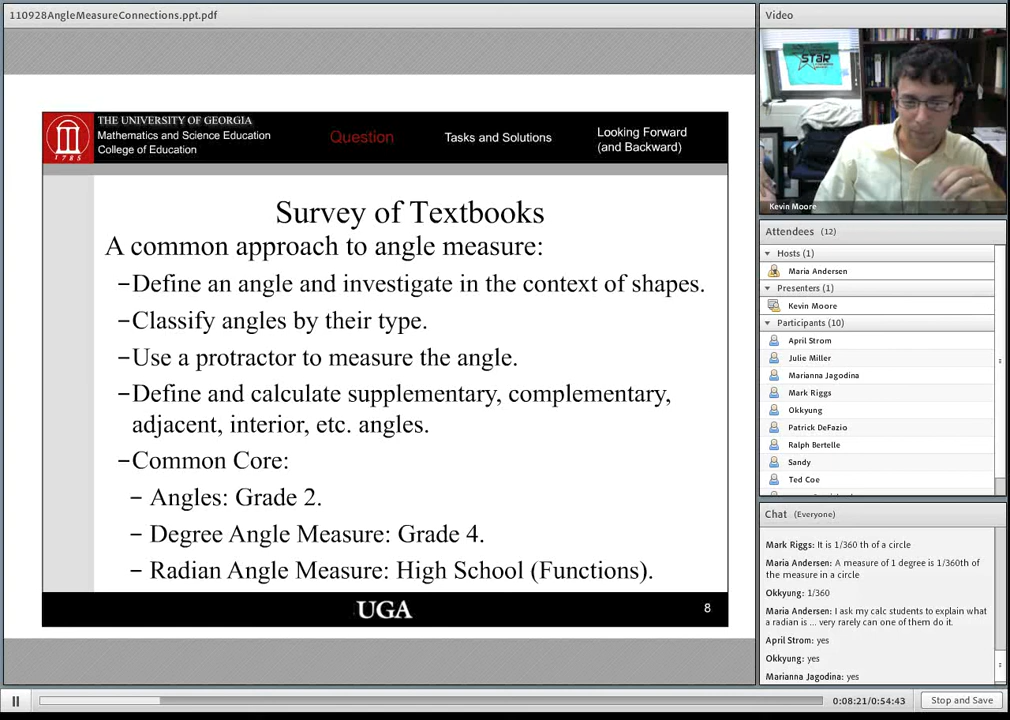 110928AngleMeasureConnections.ppt.pdf
THE UNIVERSITY OF GEORGIA
Mathematics and Science Education
College of Education
1785
Question
Tasks and Solutions
Looking Forward
(and Backward)
Survey of Textbooks
A common approach to angle measure:
–Define an angle and investigate in the context of shapes.
–Classify angles by their type.
–Use a protractor to measure the angle.
–Define and calculate supplementary, complementary,
adjacent, interior, etc. angles.
–Common Core:
– Angles: Grade 2.
– Degree Angle Measure: Grade 4.
– Radian Angle Measure: High School (Functions).
UGA
8
Video
STaR
Kevin Moore
Attendees (12)
Hosts (1)
Maria Andersen
Presenters (1)
Kevin Moore
Participants (10)
April Strom
Julie Miller
Marianna Jagodina
Mark Riggs
Okkyung
Patrick DeFazio
Ralph Bertelle
Sandy
Ted Coe
Chat (Everyone)
Mark Riggs: It is 1/360 th of a circle
Maria Andersen: A measure of 1 degree is 1/360th of
the measure in a circle
Okkyung: 1/360
Maria Andersen: I ask my calc students to explain what
a radian is ... very rarely can one of them do it.
April Strom: yes
Okkyung: yes
Marianna Jagodina: yes
0:08:21/0:54:43
Stop and Save